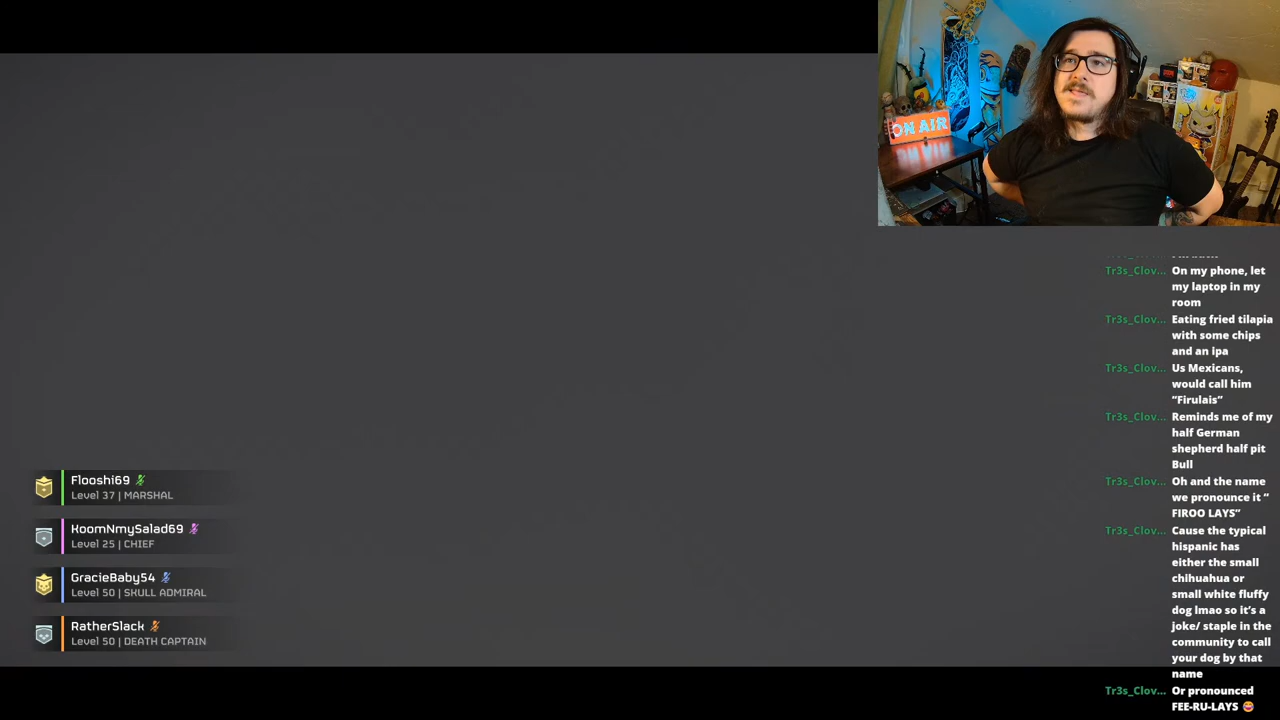 ON AIR
Tr3s_Clov... On my phone, let
my laptop in my
room
Tr3s_Clov... Eating fried tilapia
with some chips
and an ipa
Tr3s_Clov... Us Mexicans,
would call him
“Firulais”
Tr3s_Clov... Reminds me of my
half German
shepherd half pit
Bull
Tr3s_Clov... Oh and the name
we pronounce it “
FIROO LAYS”
Tr3s_Clov... Cause the typical
hispanic has
either the small
chihuahua or
small white fluffy
dog lmao so it’s a
joke/ staple in the
community to call
your dog by that
name
Tr3s_Clov... Or pronounced
FEE-RU-LAYS 😄
Flooshi69
Level 37 | MARSHAL
KoomNmySalad69
Level 25 | CHIEF
GracieBaby54
Level 50 | SKULL ADMIRAL
RatherSlack
Level 50 | DEATH CAPTAIN